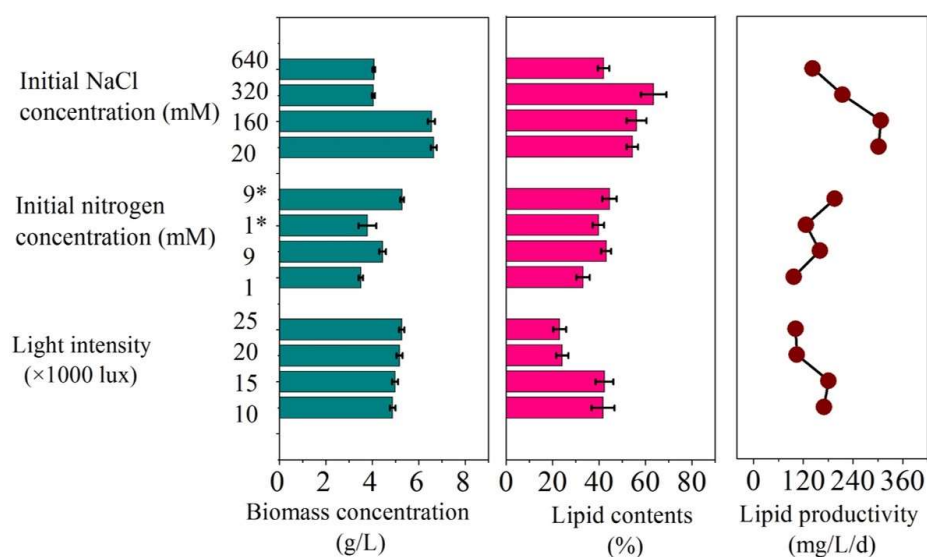 Initial NaCl
concentration (mM)
640
320
160
20
Initial nitrogen
concentration (mM)
9*
1*
9
1
Light intensity
(×1000 lux)
25
20
15
10
0 2 4 6 8
Biomass concentration
(g/L)
0 20 40 60 80
Lipid contents
(%)
0 120 240 360
Lipid productivity
(mg/L/d)